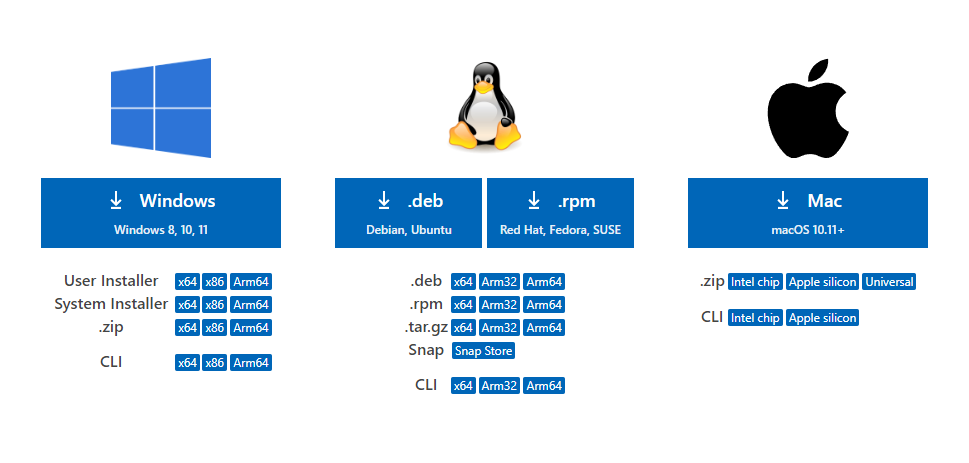 Windows
Windows 8, 10, 11
User Installer x64 x86 Arm64
System Installer x64 x86 Arm64
.zip x64 x86 Arm64
CLI x64 x86 Arm64
.deb
Debian, Ubuntu
.rpm
Red Hat, Fedora, SUSE
.deb x64 Arm32 Arm64
.rpm x64 Arm32 Arm64
.tar.gz x64 Arm32 Arm64
Snap Snap Store
CLI x64 Arm32 Arm64
Mac
macOS 10.11+
.zip Intel chip Apple silicon Universal
CLI Intel chip Apple silicon